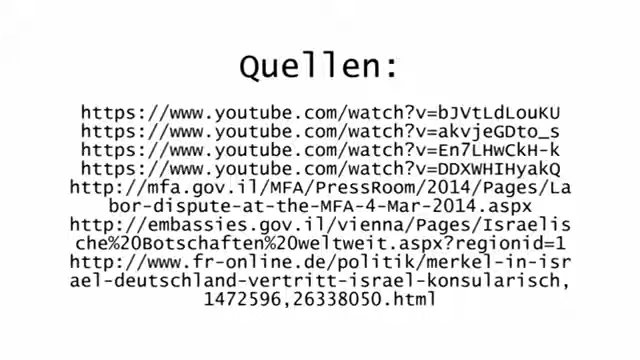 Quellen:
https://www.youtube.com/watch?v=bJVtLdLouKU
https://www.youtube.com/watch?v=akvjeGDto_s
https://www.youtube.com/watch?v=En7LHwCkH-k
https://www.youtube.com/watch?v=DDXWHIHyakQ
http://mfa.gov.il/MFA/PressRoom/2014/Pages/La
bor-dispute-at-the-MFA-4-Mar-2014.aspx
http://embassies.gov.il/vienna/Pages/Israelis
che%20Botschaften%20weltweit.aspx?regionid=1
http://www.fr-online.de/politik/merkel-in-isr
ael-deutschland-vertritt-israel-konsularisch,
1472596,26338050.html